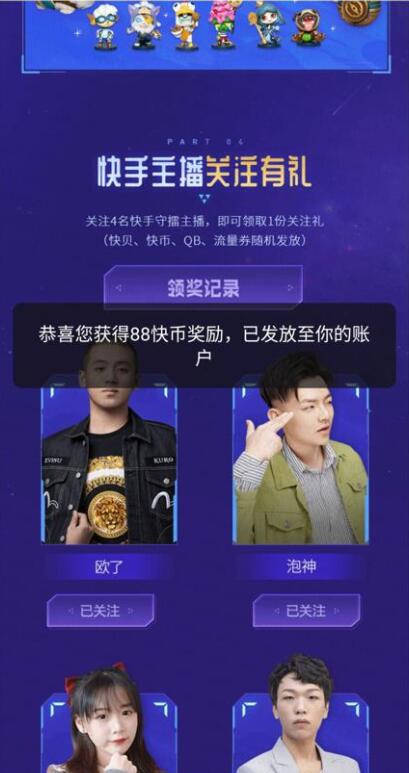 PART 04
快手主播关注有礼
关注4名快手守擂主播，即可领取1份关注礼
（快贝、快币、QB、流量券随机发放）
领奖记录
恭喜您获得88快币奖励，已发放至你的账
户
EVISU KURO
欧了
泡神
已关注
已关注